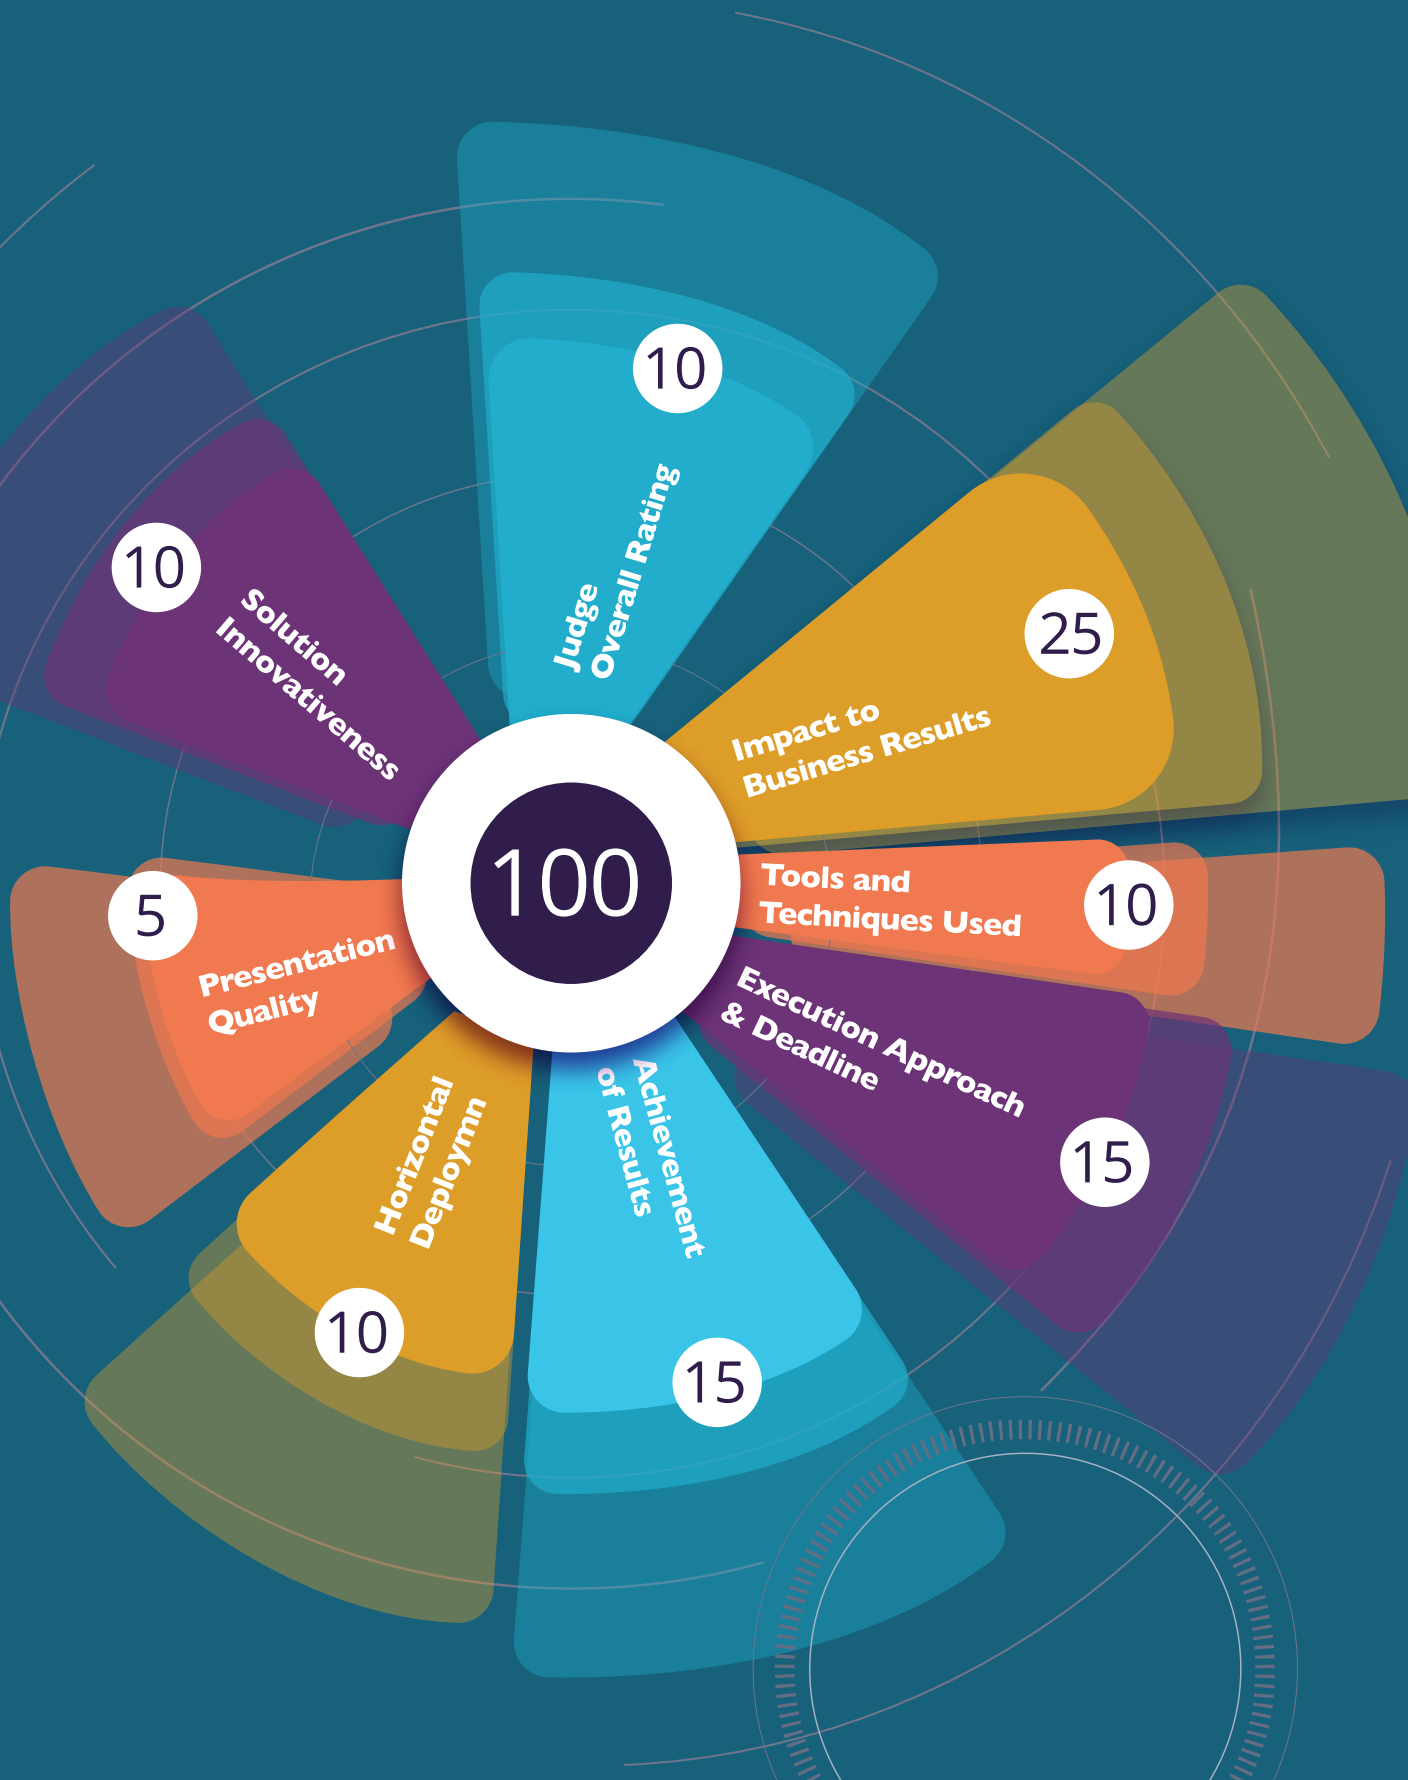 10
Judge
Overall Rating
25
Impact to
Business Results
10
Tools and
Techniques Used
Execution Approach
& Deadline
15
Achievement
of Results
15
Horizontal
Deploymn
10
Presentation
Quality
5
Solution
Innovativeness
10
100